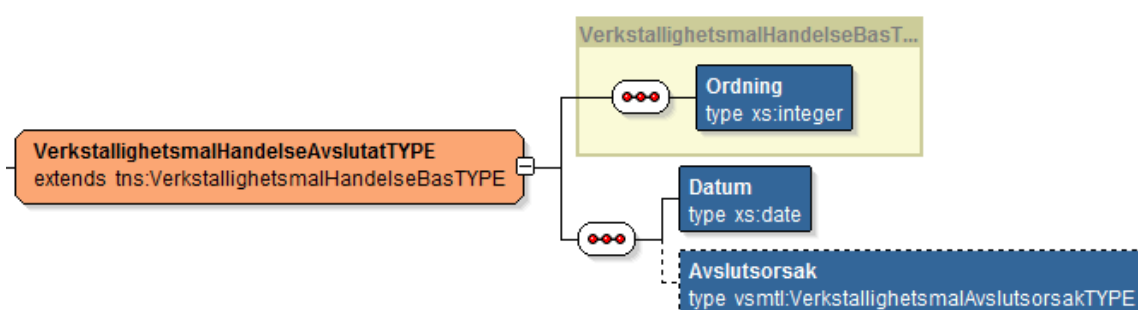 VerkstallighetsmalHandelseBasT...
Ordning
type xs:integer
VerkstallighetsmalHandelseAvslutatTYPE
extends tns:VerkstallighetsmalHandelseBasTYPE
Datum
type xs:date
Avslutsorsak
type vsmtl:VerkstallighetsmalAvslutsorsakTYPE